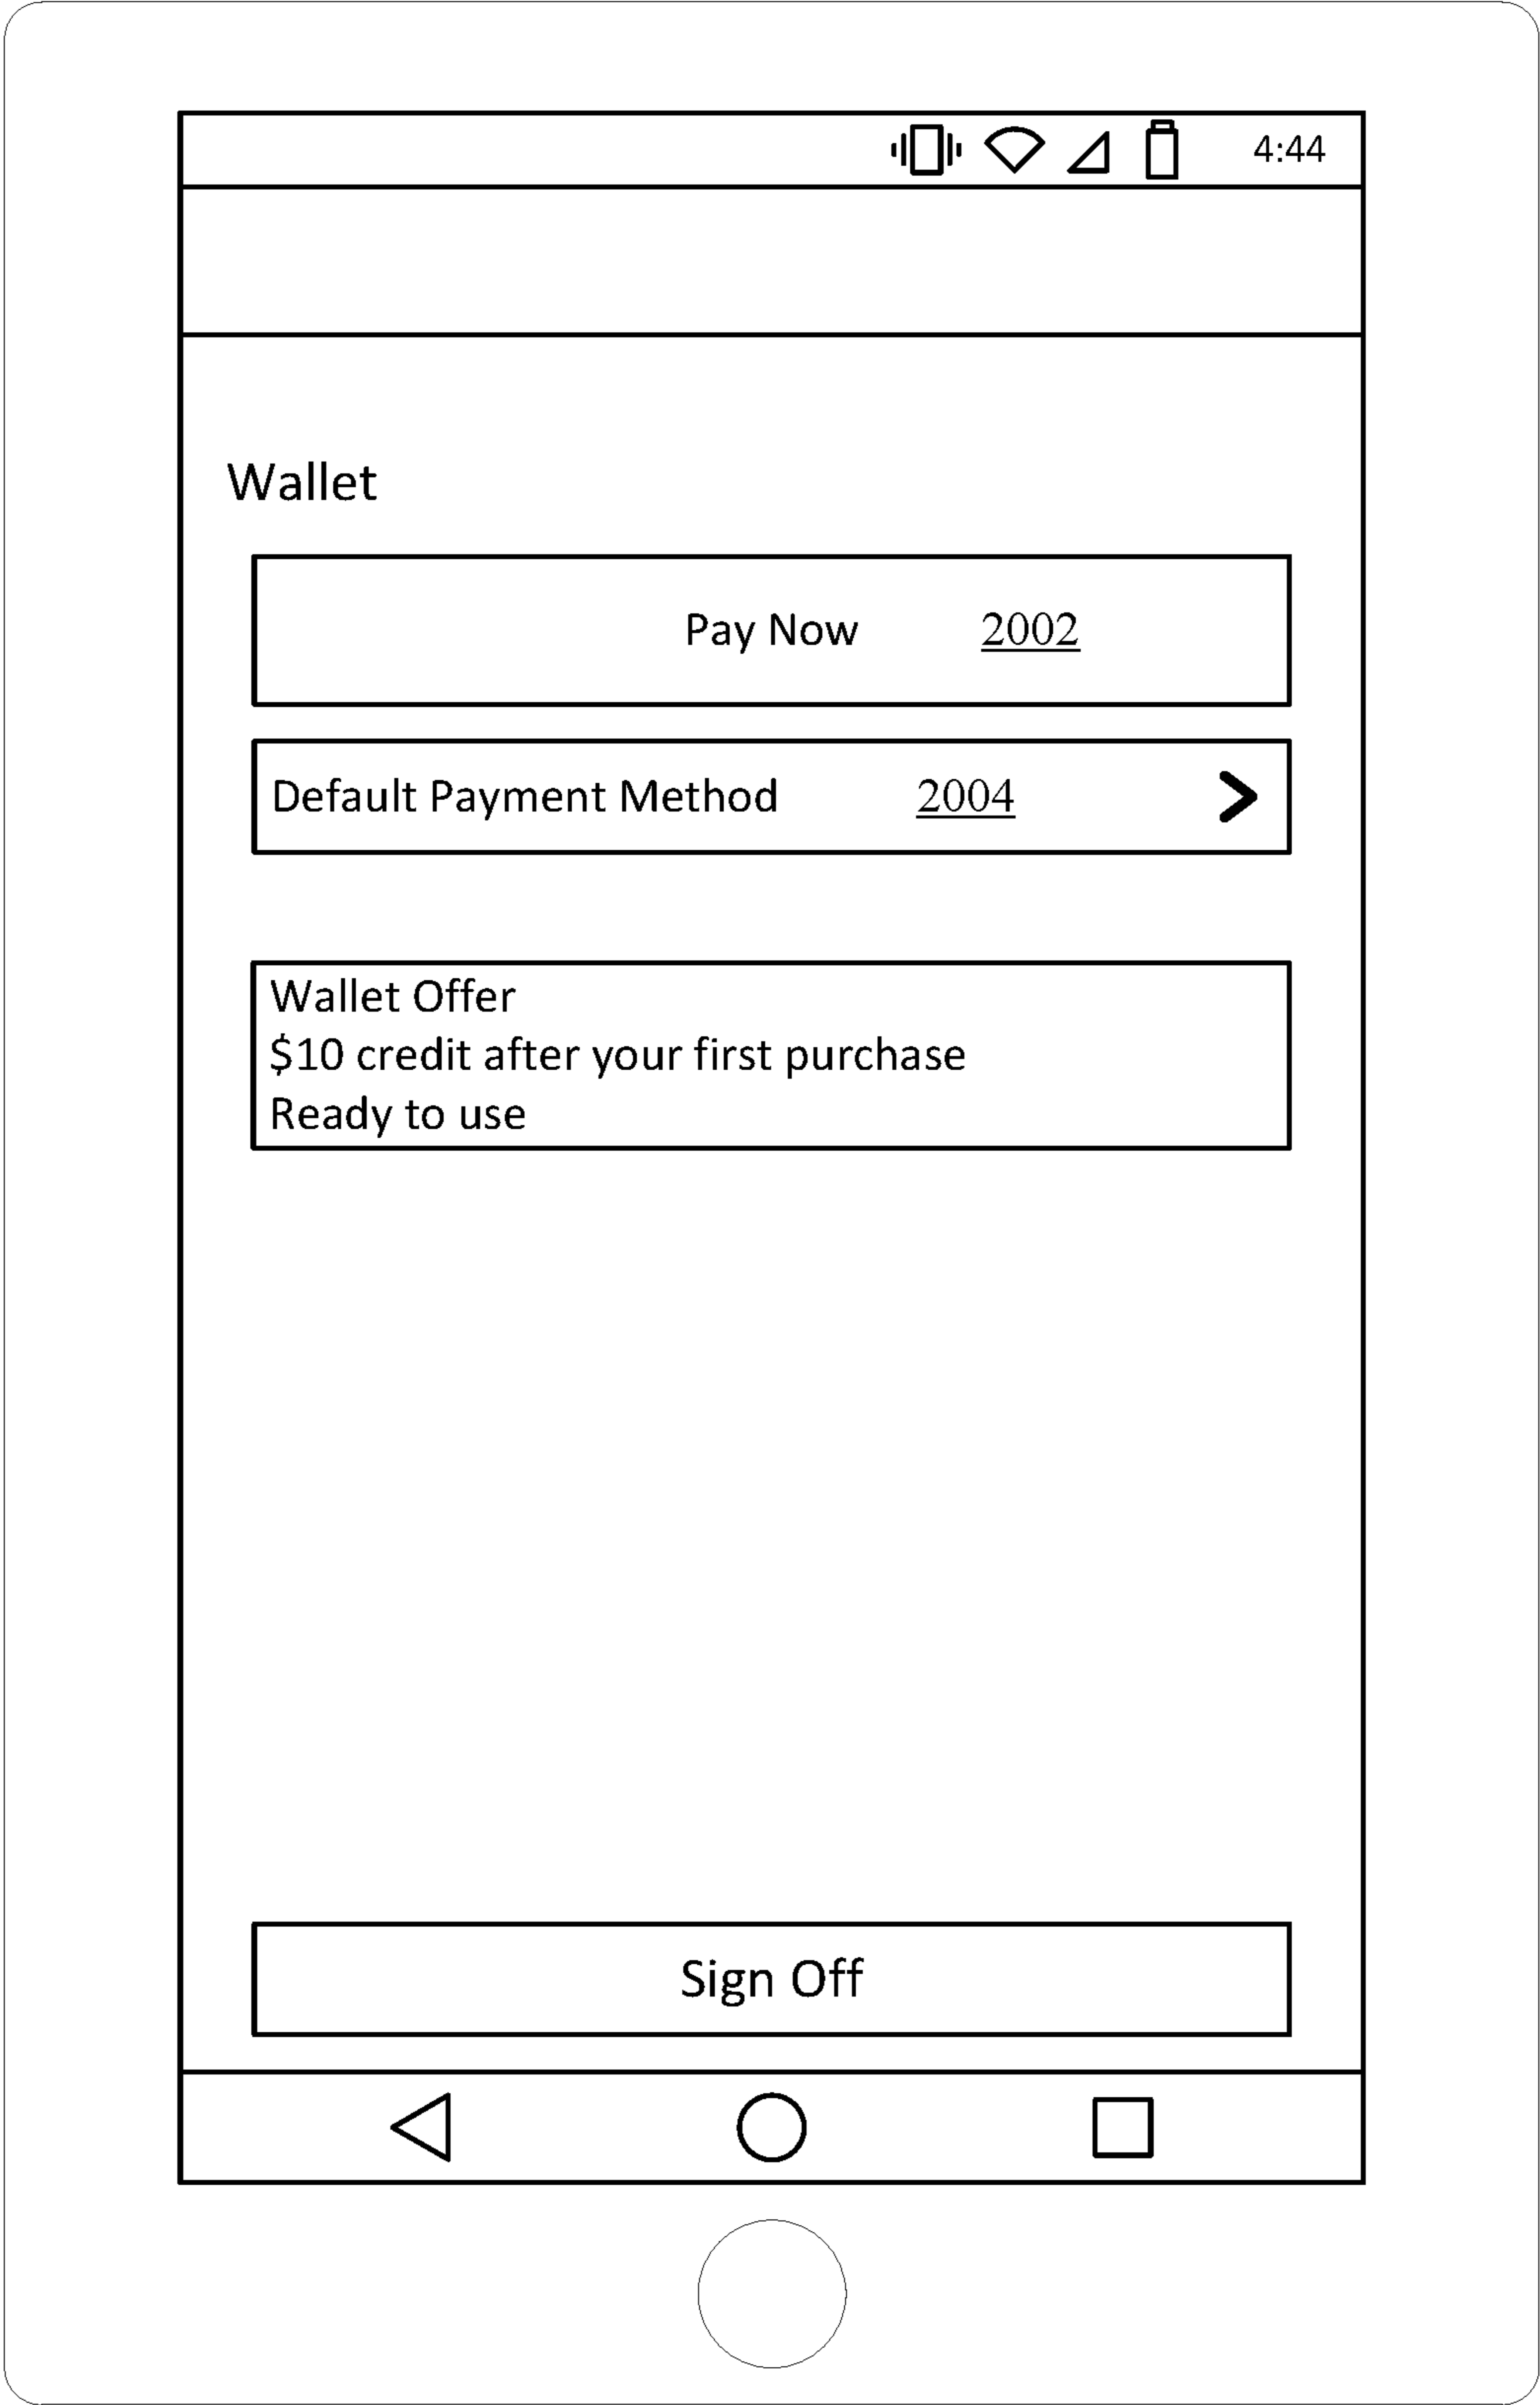 4:44
Wallet
Pay Now 2002
Default Payment Method 2004
Wallet Offer
$10 credit after your first purchase
Ready to use
Sign Off